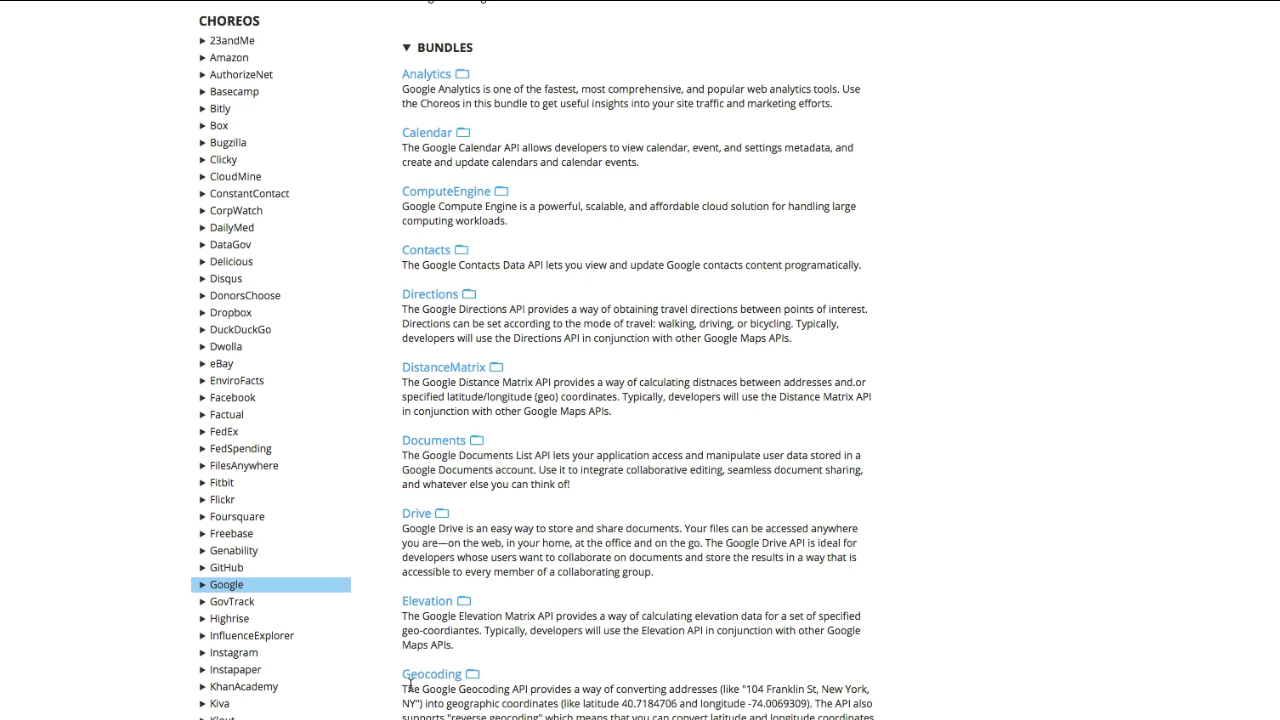 CHOREOS
23andMe
Amazon
AuthorizeNet
Basecamp
Bitly
Box
Bugzilla
Clicky
CloudMine
ConstantContact
CorpWatch
DailyMed
DataGov
Delicious
Disqus
DonorsChoose
Dropbox
DuckDuckGo
Dwolla
eBay
EnviroFacts
Facebook
Factual
FedEx
FedSpending
FilesAnywhere
Fitbit
Flickr
Foursquare
Freebase
Genability
GitHub
Google
GovTrack
Highrise
InfluenceExplorer
Instagram
Instapaper
KhanAcademy
Kiva
Klout
BUNDLES
Analytics
Google Analytics is one of the fastest, most comprehensive, and popular web analytics tools. Use
the Choreos in this bundle to get useful insights into your site traffic and marketing efforts.
Calendar
The Google Calendar API allows developers to view calendar, event, and settings metadata, and
create and update calendars and calendar events.
ComputeEngine
Google Compute Engine is a powerful, scalable, and affordable cloud solution for handling large
computing workloads.
Contacts
The Google Contacts Data API lets you view and update Google contacts content programatically.
Directions
The Google Directions API provides a way of obtaining travel directions between points of interest.
Directions can be set according to the mode of travel: walking, driving, or bicycling. Typically,
developers will use the Directions API in conjunction with other Google Maps APIs.
DistanceMatrix
The Google Distance Matrix API provides a way of calculating distnaces between addresses and.or
specified latitude/longitude (geo) coordinates. Typically, developers will use the Distance Matrix API
in conjunction with other Google Maps APIs.
Documents
The Google Documents List API lets your application access and manipulate user data stored in a
Google Documents account. Use it to integrate collaborative editing, seamless document sharing,
and whatever else you can think of!
Drive
Google Drive is an easy way to store and share documents. Your files can be accessed anywhere
you are—on the web, in your home, at the office and on the go. The Google Drive API is ideal for
developers whose users want to collaborate on documents and store the results in a way that is
accessible to every member of a collaborating group.
Elevation
The Google Elevation Matrix API provides a way of calculating elevation data for a set of specified
geo-coordiantes. Typically, developers will use the Elevation API in conjunction with other Google
Maps APIs.
Geocoding
The Google Geocoding API provides a way of converting addresses (like "104 Franklin St, New York,
NY") into geographic coordinates (like latitude 40.7184706 and longitude -74.0069309). The API also
supports "reverse geocoding" which means that you can convert latitude and longitude coordinates